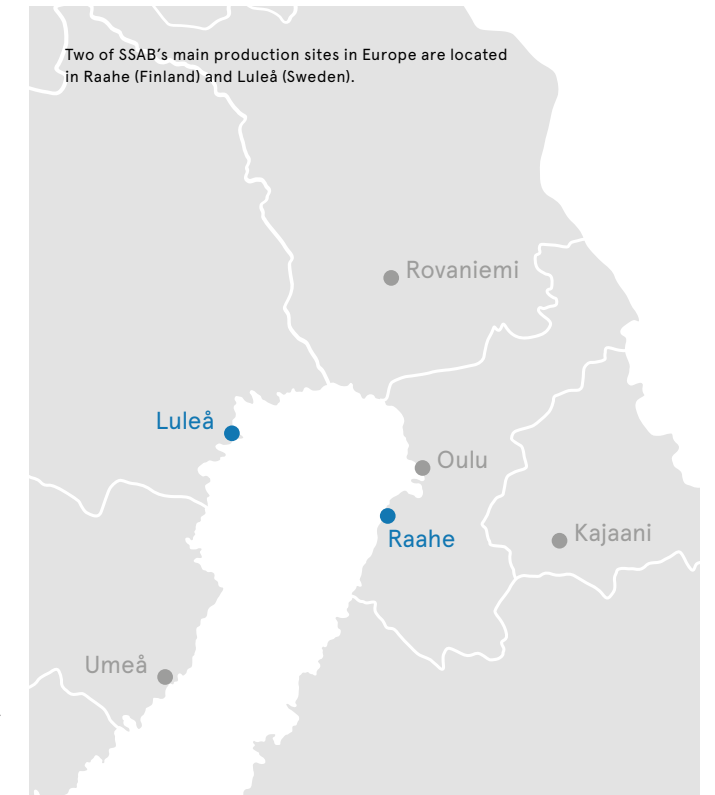 Two of SSAB’s main production sites in Europe are located
in Raahe (Finland) and Luleå (Sweden).
Rovaniemi
Luleå
Oulu
Raahe
Kajaani
Umeå